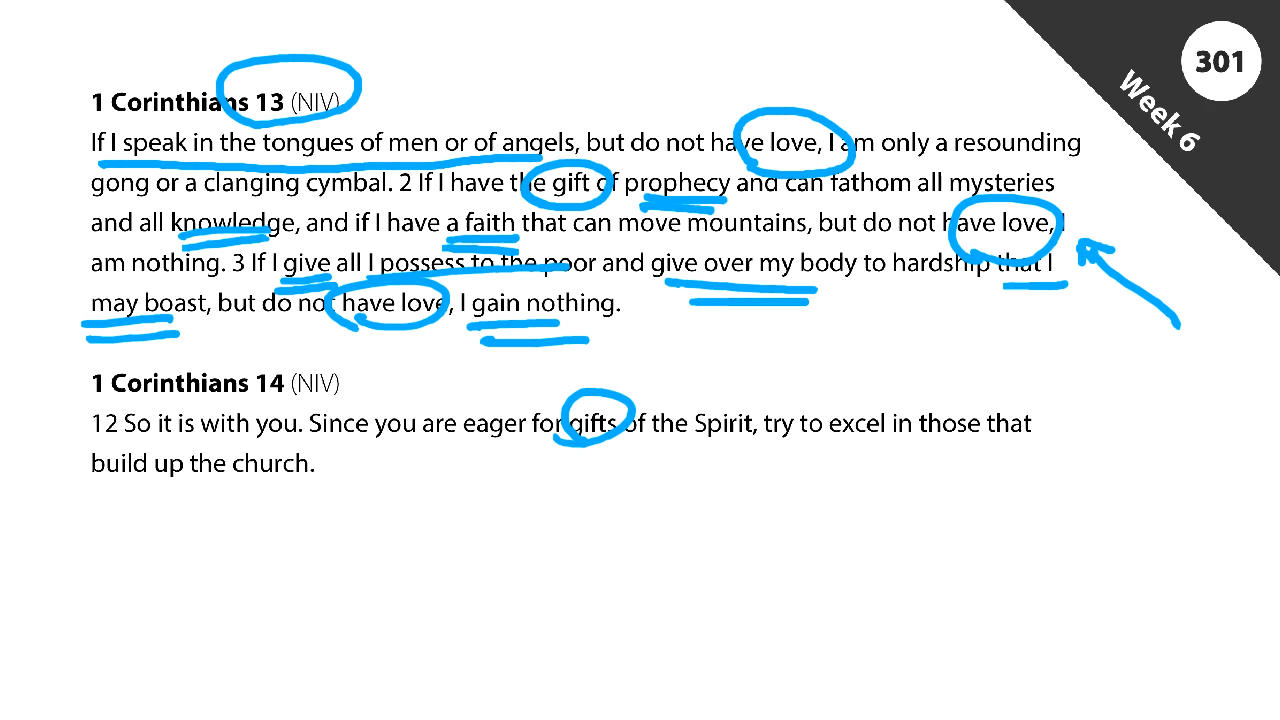 301
Week 6
1 Corinthians 13 (NIV)
If I speak in the tongues of men or of angels, but do not have love, I am only a resounding
gong or a clanging cymbal. 2 If I have the gift of prophecy and can fathom all mysteries
and all knowledge, and if I have a faith that can move mountains, but do not have love, I
am nothing. 3 If I give all I possess to the poor and give over my body to hardship that I
may boast, but do not have love, I gain nothing.
1 Corinthians 14 (NIV)
12 So it is with you. Since you are eager for gifts of the Spirit, try to excel in those that
build up the church.